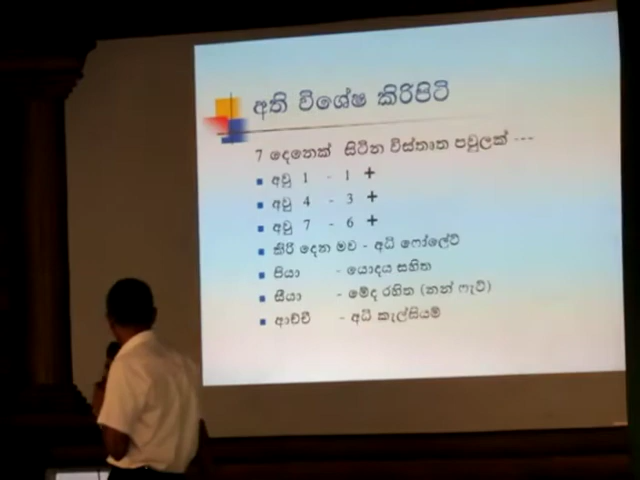 අති විශේෂ කිරිපිටි
7 දෙනෙක් සිටින විස්තෘත පවුලක් ---
අවු 1 - 1 +
අවු 4 - 3 +
අවු 7 - 6 +
කිරි දෙන මව - අධි ෆෝලේට්
පියා - යොදය සහිත
සීයා - මේද රහිත (නන් ෆැට්)
ආච්චී - අධි කැල්සියම්